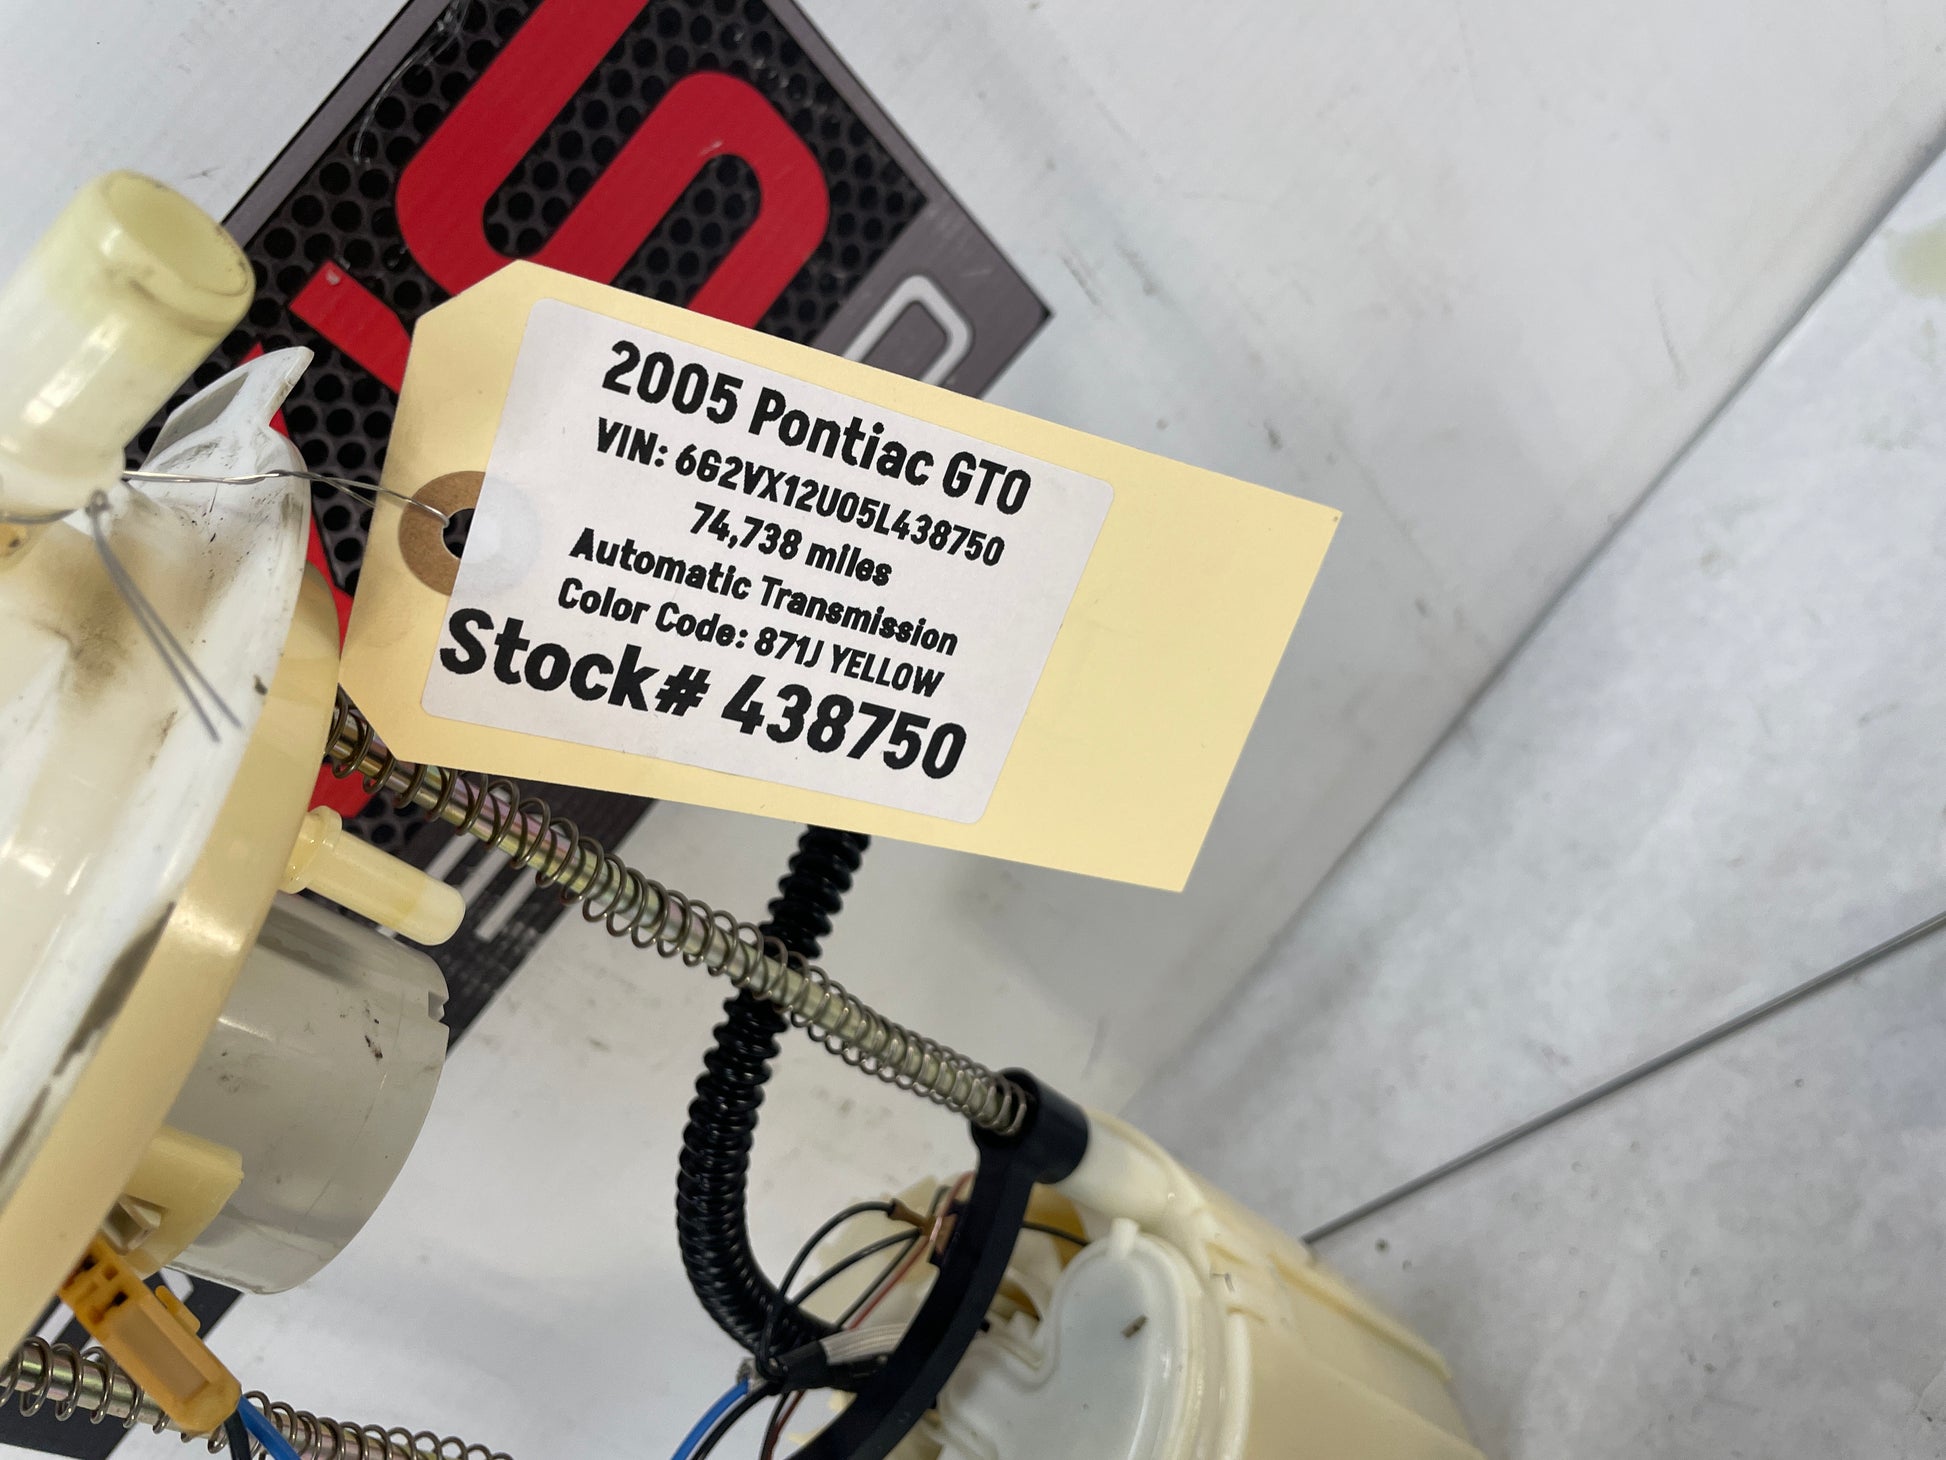 2005 Pontiac GTO
VIN: 6G2VX12U05L438750
74,738 miles
Automatic Transmission
Color Code: 871J YELLOW
Stock# 438750